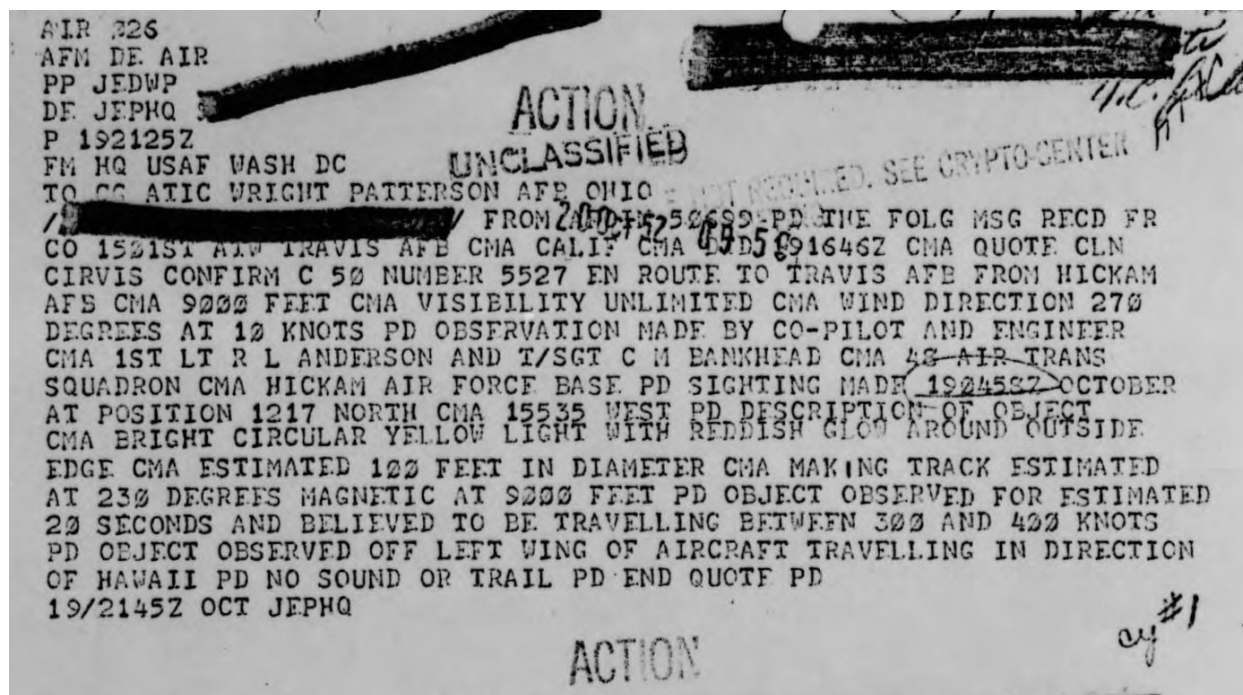 AIR 226
AFM DE AIR
PP JEDWP
DE JEPHQ
ACTION
P 192125Z
UNCLASSIFIED
FM HQ USAF WASH DC
REQUIRED. SEE CRYPTO-CENTER
TO CG ATIC WRIGHT PATTERSON AFB OHIO
FROM 50699 PD THE FOLG MSG RECD FR
CO 1501ST ATW TRAVIS AFB CMA CALIF CMA 191646Z CMA QUOTE CLN
CIRVIS CONFIRM C 50 NUMBER 5527 EN ROUTE TO TRAVIS AFB FROM HICKAM
AFB CMA 9000 FEET CMA VISIBILITY UNLIMITED CMA WIND DIRECTION 270
DEGREES AT 10 KNOTS PD OBSERVATION MADE BY CO-PILOT AND ENGINEER
CMA 1ST LT R L ANDERSON AND T/SGT C M BANKHEAD CMA 48 AIR TRANS
SQUADRON CMA HICKAM AIR FORCE BASE PD SIGHTING MADE 190458Z OCTOBER
AT POSITION 1217 NORTH CMA 15535 WEST PD DESCRIPTION OF OBJECT
CMA BRIGHT CIRCULAR YELLOW LIGHT WITH REDDISH GLOW AROUND OUTSIDE
EDGE CMA ESTIMATED 100 FEET IN DIAMETER CMA MAKING TRACK ESTIMATED
AT 230 DEGREES MAGNETIC AT 9000 FEET PD OBJECT OBSERVED FOR ESTIMATED
20 SECONDS AND BELIEVED TO BE TRAVELLING BETWEEN 300 AND 400 KNOTS
PD OBJECT OBSERVED OFF LEFT WING OF AIRCRAFT TRAVELLING IN DIRECTION
OF HAWAII PD NO SOUND OR TRAIL PD END QUOTE PD
19/2145Z OCT JEPHQ
cy #1
ACTION